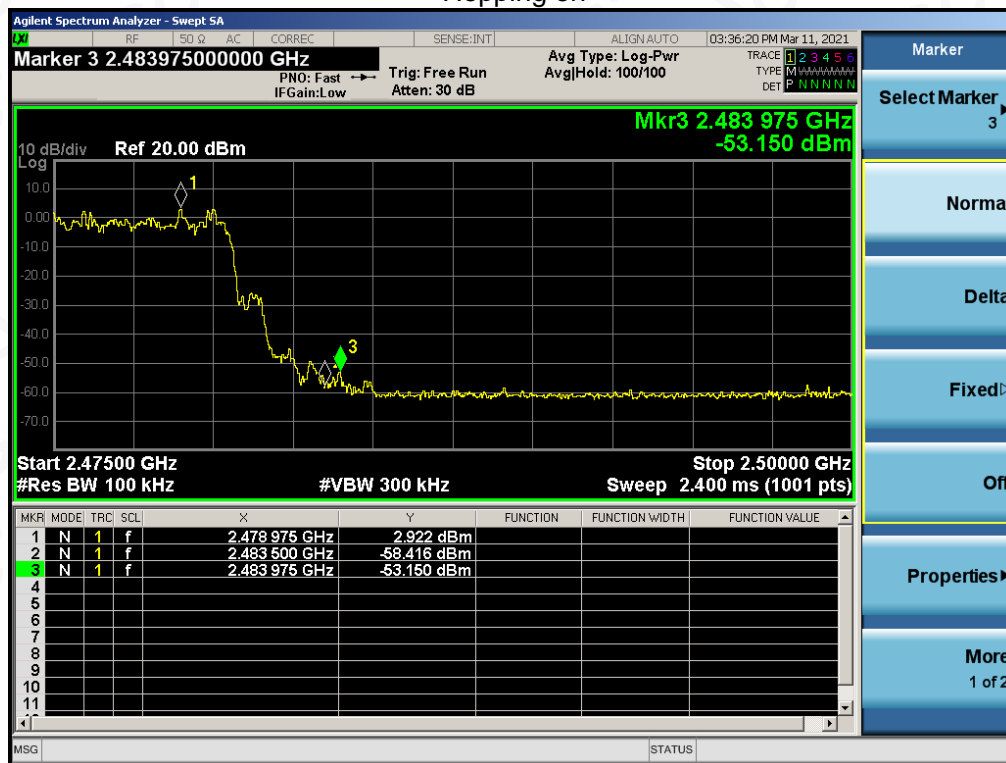 Hopping on
Agilent Spectrum Analyzer - Swept SA
LXI RF 50 Ω AC CORREC SENSE:INT ALIGN AUTO 03:36:20 PM Mar 11, 2021
Marker 3 2.483975000000 GHz
PNO: Fast
IFGain:Low
Trig: Free Run
Atten: 30 dB
Avg Type: Log-Pwr
Avg|Hold: 100/100
TRACE 1 2 3 4 5 6
TYPE M WWWWW
DET P N N N N N
Mkr3 2.483 975 GHz
-53.150 dBm
10 dB/div Ref 20.00 dBm
Log
10.0
0.00
-10.0
-20.0
-30.0
-40.0
-50.0
-60.0
-70.0
1
3
Start 2.47500 GHz Stop 2.50000 GHz
#Res BW 100 kHz #VBW 300 kHz Sweep 2.400 ms (1001 pts)
MKR MODE TRC SCL X Y FUNCTION FUNCTION WIDTH FUNCTION VALUE
1 N 1 f 2.478 975 GHz 2.922 dBm
2 N 1 f 2.483 500 GHz -58.416 dBm
3 N 1 f 2.483 975 GHz -53.150 dBm
4
5
6
7
8
9
10
11
MSG STATUS
Marker
Select Marker
3
Norma
Delta
Fixed
Off
Properties
More
1 of 2